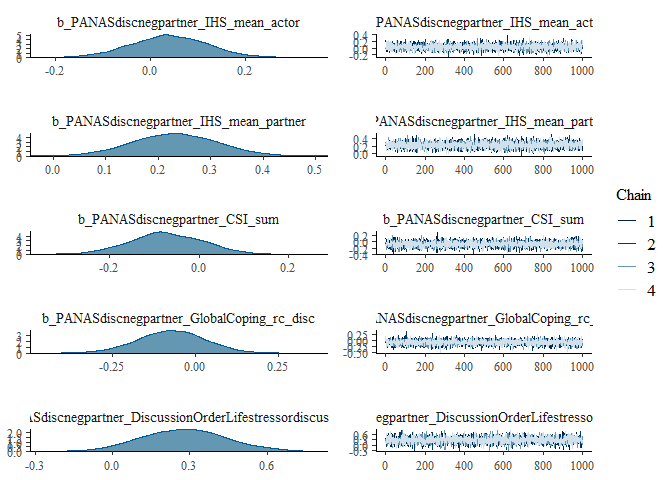 b_PANASdiscnegpartner_IHS_mean_actor
PANASdiscnegpartner_IHS_mean_act
5
4
3
2
1
0
-0.2 0.0 0.2
0.4
0.2
0.0
-0.2
0 200 400 600 800 1000
b_PANASdiscnegpartner_IHS_mean_partner
PANASdiscnegpartner_IHS_mean_part
4
3
2
1
0
0.0 0.1 0.2 0.3 0.4 0.5
0.4
0.2
0.0
0 200 400 600 800 1000
Chain
1
2
3
4
b_PANASdiscnegpartner_CSI_sum
b_PANASdiscnegpartner_CSI_sum
4
3
2
1
0
-0.2 0.0 0.2
0.2
0.0
-0.2
-0.4
0 200 400 600 800 1000
b_PANASdiscnegpartner_GlobalCoping_rc_disc
ANASdiscnegpartner_GlobalCoping_rc_
3
2
1
0
-0.25 0.00 0.25
0.25
0.00
-0.25
-0.50
0 200 400 600 800 1000
ASdiscnegpartner_DiscussionOrderLifestressordiscus
egpartner_DiscussionOrderLifestresso
2.0
1.5
1.0
0.5
0.0
-0.3 0.0 0.3 0.6
0.6
0.3
0.0
-0.3
0 200 400 600 800 1000